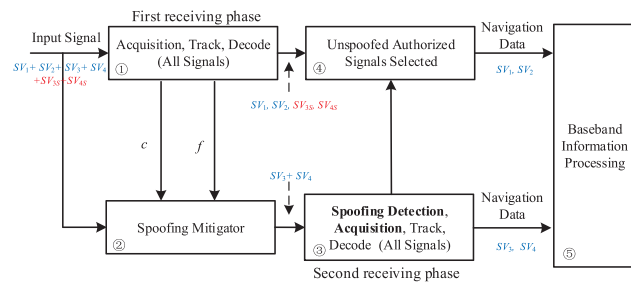 First receiving phase
Input Signal
SV1+ SV2+ SV3+ SV4
+SV3S+SV4S
Acquisition, Track, Decode
(All Signals)
①
Unspoofed Authorized
Signals Selected
④
Navigation
Data
SV1, SV2
SV1, SV2, SV3S, SV4S
c
f
Baseband
Information
Processing
⑤
SV3+ SV4
Spoofing Mitigator
②
Spoofing Detection,
Acquisition, Track,
Decode (All Signals)
③
Navigation
Data
SV3, SV4
Second receiving phase